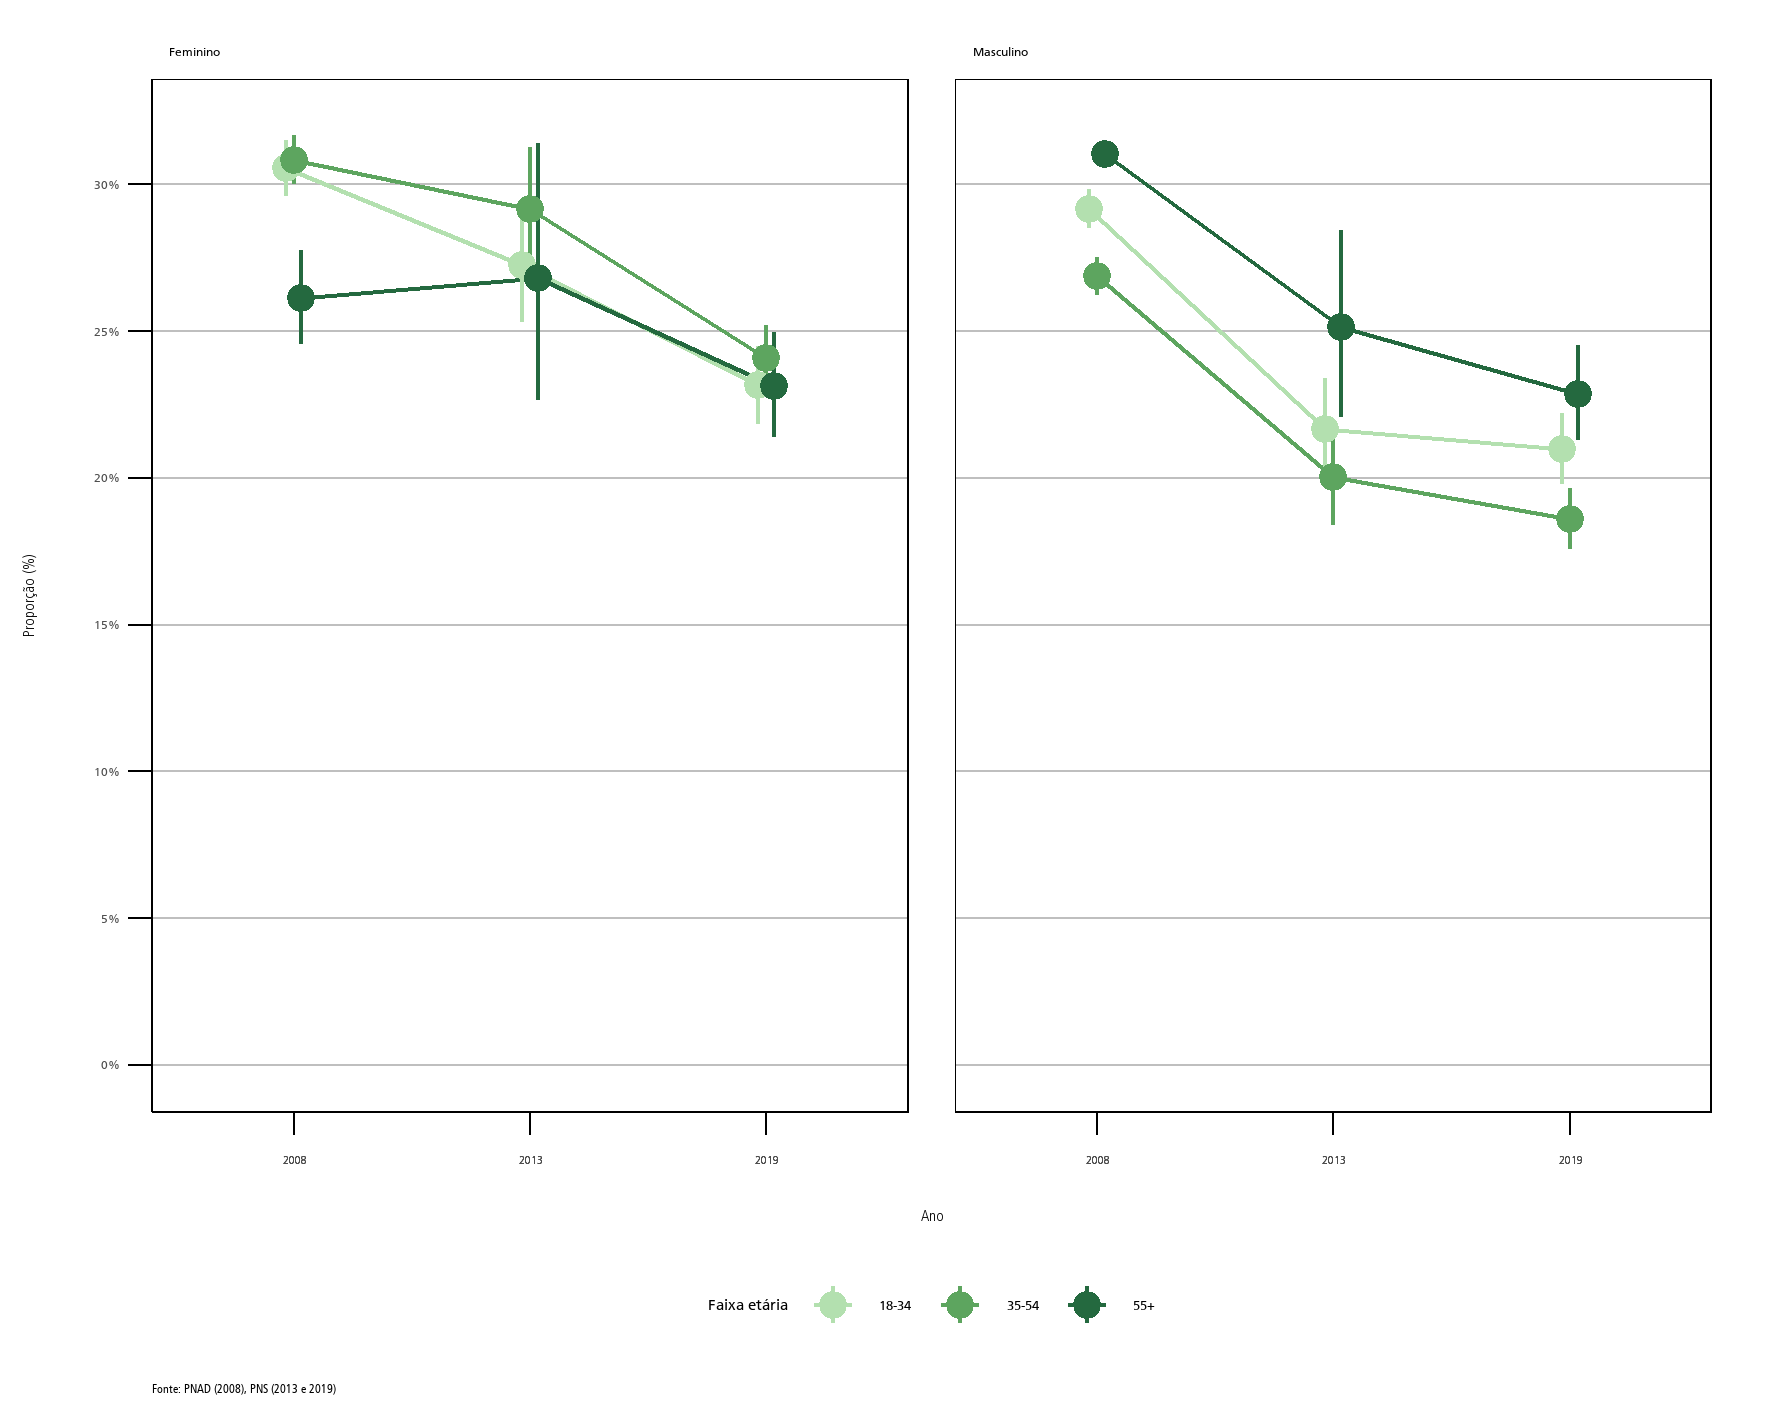 Feminino
Masculino
Proporção (%)
30%
25%
20%
15%
10%
5%
0%
2008
2013
2019
2008
2013
2019
Ano
Faixa etária 18-34 35-54 55+
Fonte: PNAD (2008), PNS (2013 e 2019)